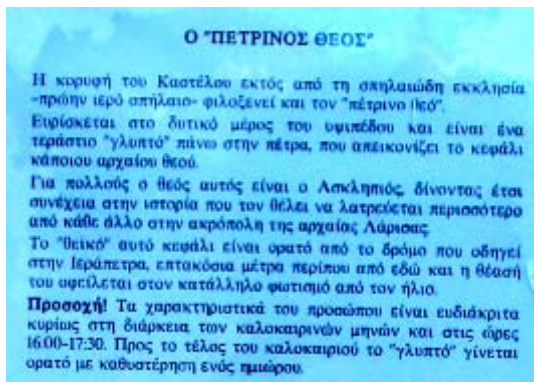 Ο "ΠΕΤΡΙΝΟΣ ΘΕΟΣ"
Η κορυφή του Καστέλου εκτός από τη σπηλαιώδη εκκλησία
-πρώην ιερό σπήλαιο- φιλοξενεί και τον "πέτρινο θεό".
Ευρίσκεται στο δυτικό μέρος του υψιπέδου και είναι ένα
τεράστιο "γλυπτό" πάνω στην πέτρα, που απεικονίζει το κεφάλι
κάποιου αρχαίου θεού.
Για πολλούς ο θεός αυτός είναι ο Ασκληπιός, δίνοντας έτσι
συνέχεια στην ιστορία που τον θέλει να λατρεύεται περισσότερο
από κάθε άλλο στην ακρόπολη της αρχαίας Λάρισας.
Το "θεϊκό" αυτό κεφάλι είναι ορατό από το δρόμο που οδηγεί
στην Ιεράπετρα, επτακόσια μέτρα περίπου από εδώ και η θέασή
του οφείλεται στον κατάλληλο φωτισμό από τον ήλιο.
Προσοχή! Τα χαρακτηριστικά του προσώπου είναι ευδιάκριτα
κυρίως στη διάρκεια των καλοκαιρινών μηνών και στις ώρες
16.00-17:30. Προς το τέλος του καλοκαιριού το "γλυπτό" γίνεται
ορατό με καθυστέρηση ενός ημιώρου.